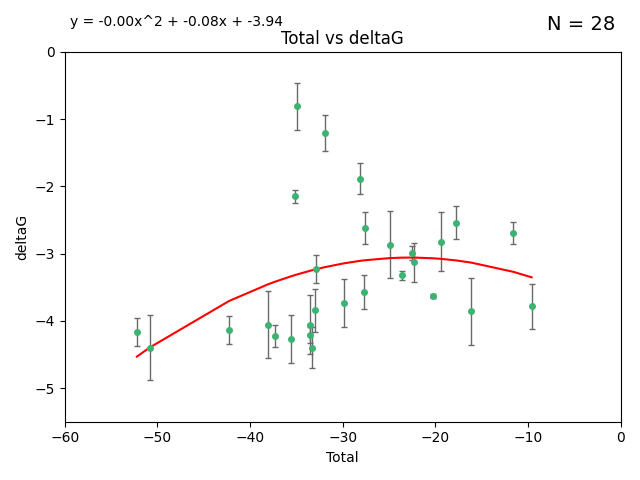 y = -0.00x^2 + -0.08x + -3.94
N = 28
Total vs deltaG
deltaG
0
−1
−2
−3
−4
−5
−60
−50
−40
−30
−20
−10
0
Total